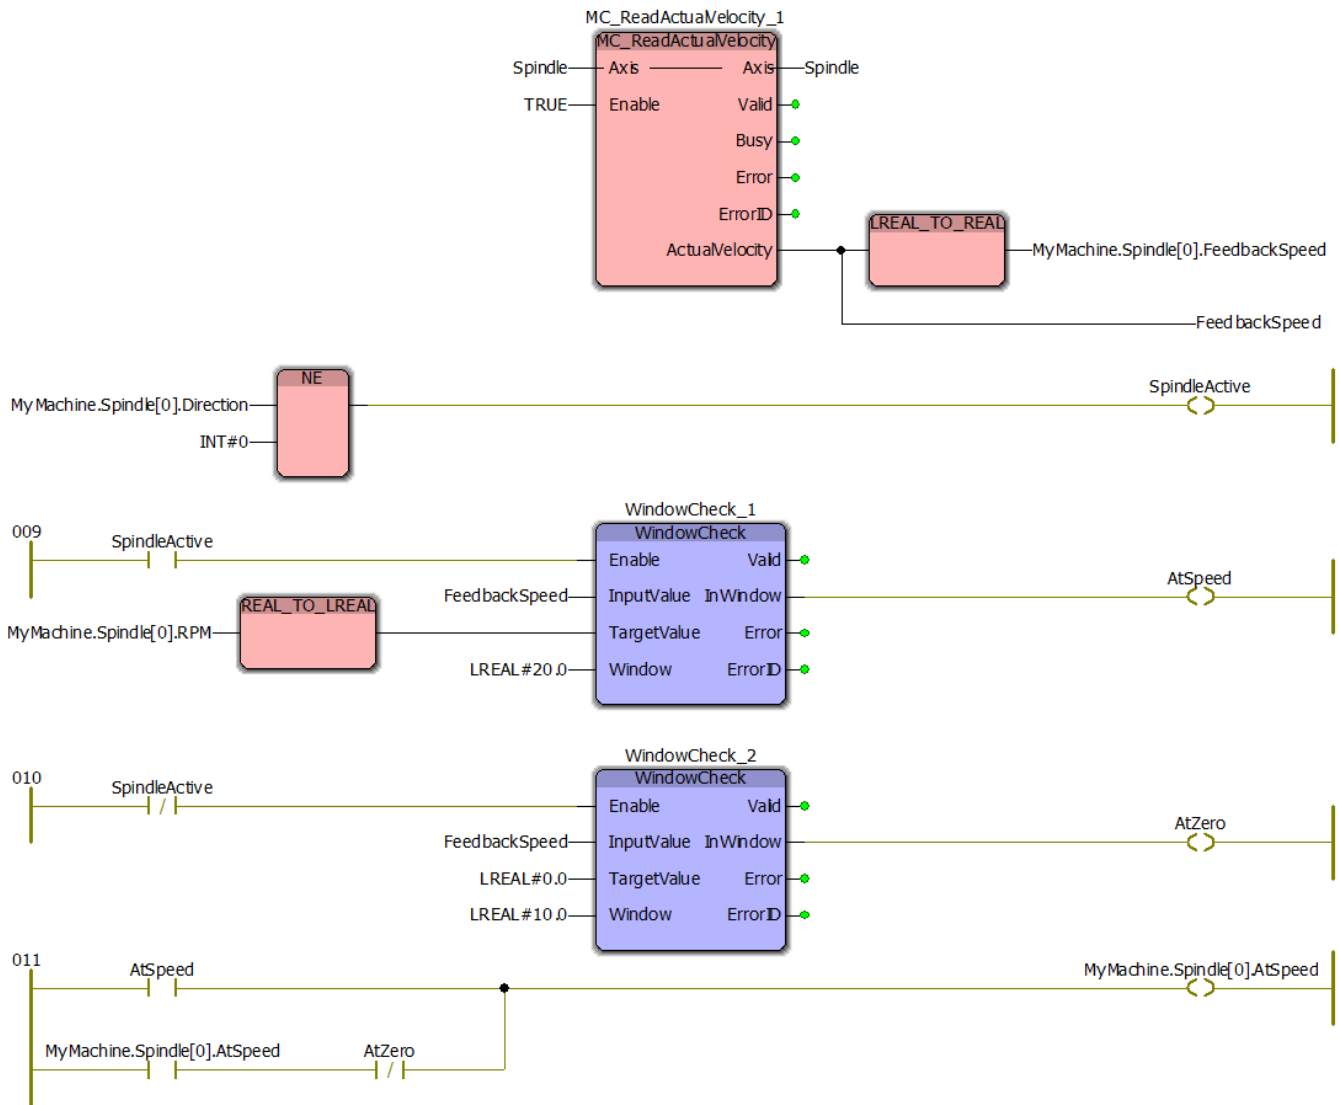 MC_ReadActualVelocity_1
MC_ReadActualVelocity
Spindle Axis Axis Spindle
TRUE Enable Valid
Busy
Error
ErrorID
LREAL_TO_REAL
ActualVelocity MyMachine.Spindle[0].FeedbackSpeed
FeedbackSpeed
NE
SpindleActive
MyMachine.Spindle[0].Direction
INT#0
WindowCheck_1
009
WindowCheck
SpindleActive
Enable Valid
AtSpeed
FeedbackSpeed InputValue InWindow
REAL_TO_LREAL
MyMachine.Spindle[0].RPM TargetValue Error
LREAL#20.0 Window ErrorID
WindowCheck_2
010
WindowCheck
SpindleActive
/ Enable Valid
AtZero
FeedbackSpeed InputValue InWindow
LREAL#0.0 TargetValue Error
LREAL#10.0 Window ErrorID
011
AtSpeed MyMachine.Spindle[0].AtSpeed
MyMachine.Spindle[0].AtSpeed AtZero
/